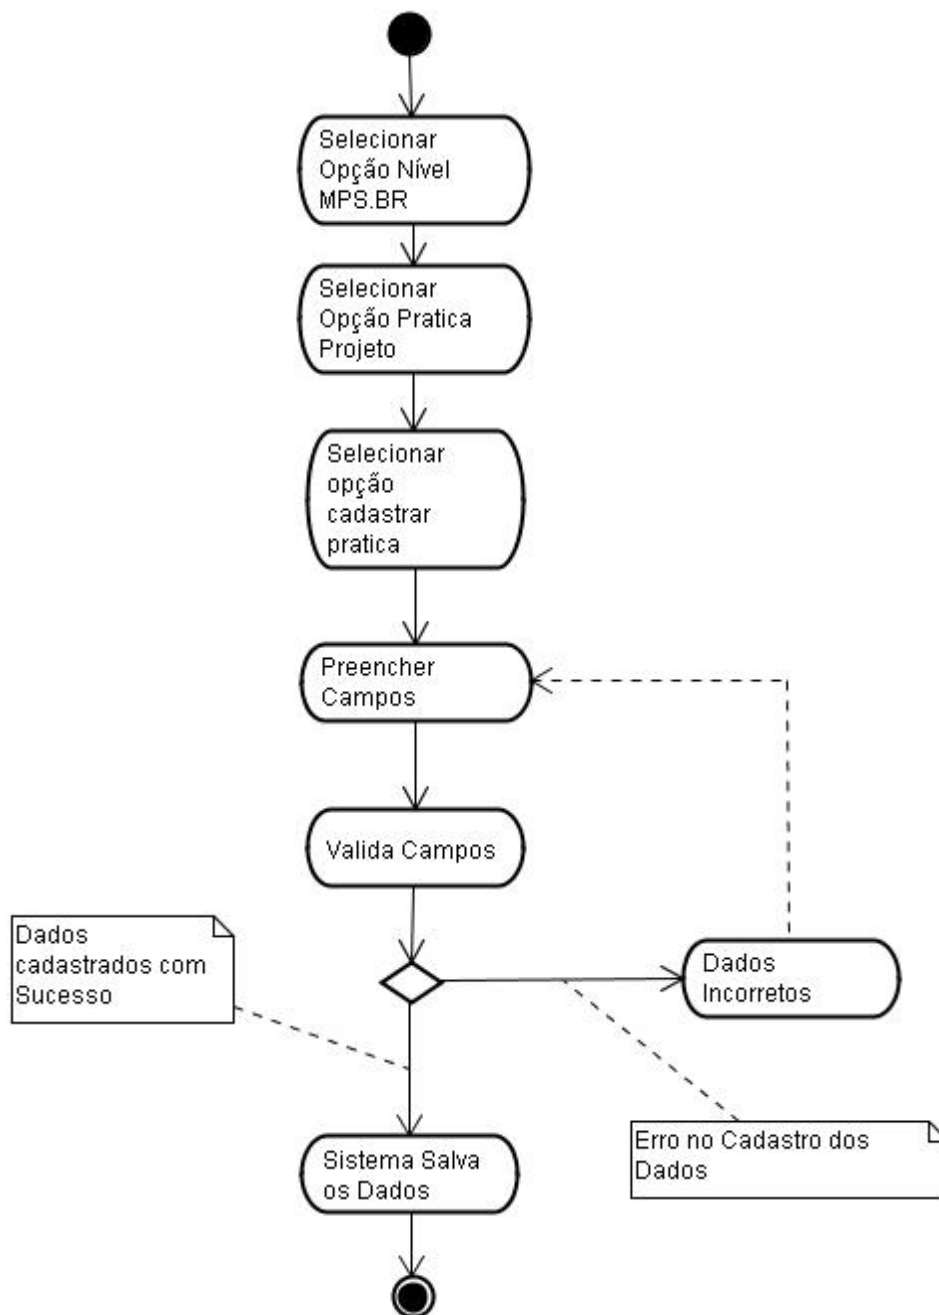 Selecionar
Opção Nível
MPS.BR
Selecionar
Opção Pratica
Projeto
Selecionar
opção
cadastrar
pratica
Preencher
Campos
Valida Campos
Dados
cadastrados com
Sucesso
Dados
Incorretos
Erro no Cadastro dos
Dados
Sistema Salva
os Dados